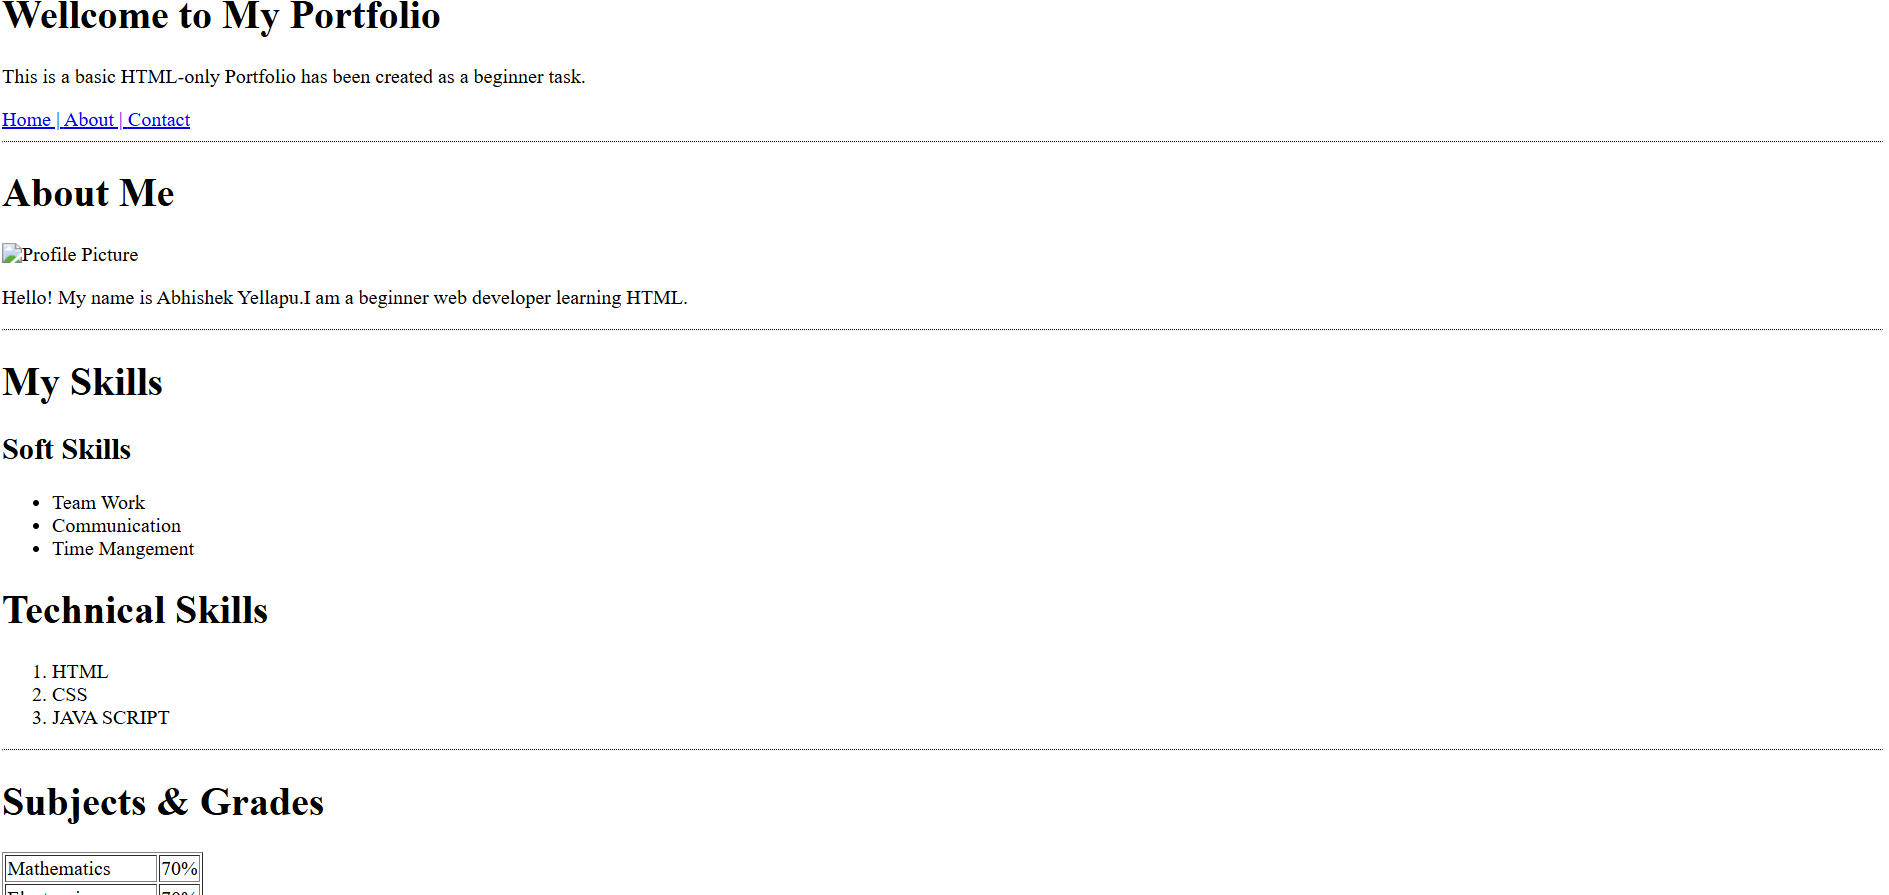 Wellcome to My Portfolio
This is a basic HTML-only Portfolio has been created as a beginner task.
Home | About | Contact
About Me
Profile Picture
Hello! My name is Abhishek Yellapu.I am a beginner web developer learning HTML.
My Skills
Soft Skills
• Team Work
• Communication
• Time Mangement
Technical Skills
1. HTML
2. CSS
3. JAVA SCRIPT
Subjects & Grades
Mathematics 70%
70%